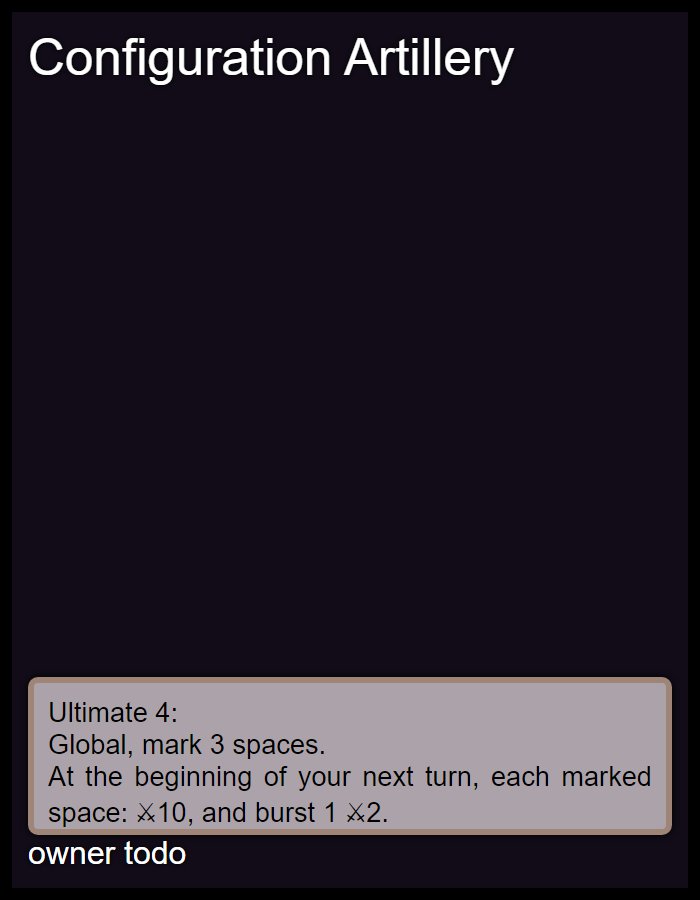 Configuration Artillery
Ultimate 4:
Global, mark 3 spaces.
At the beginning of your next turn, each marked
space: ⚔10, and burst 1 ⚔2.
owner todo